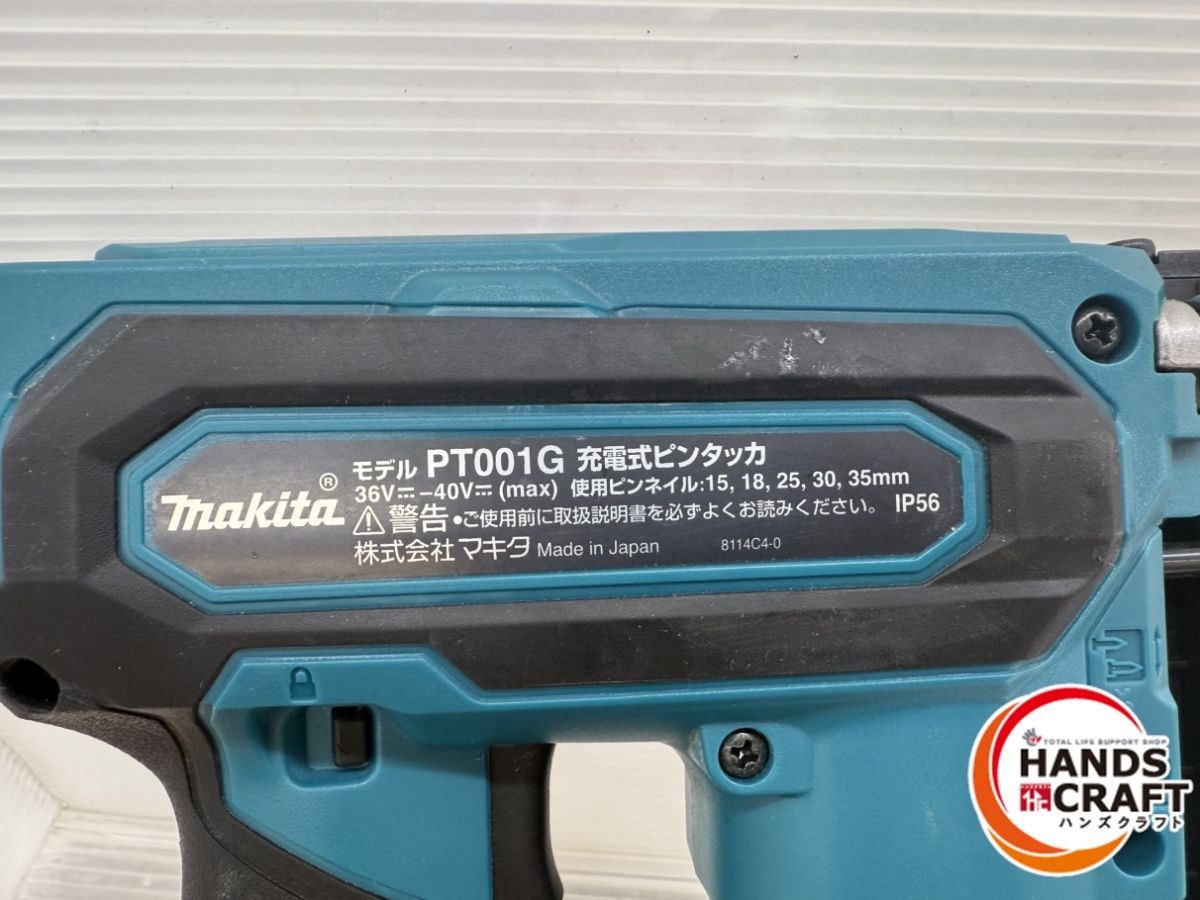 makita®
モデル PT001G 充電式ピンタッカ
36V⎓–40V⎓(max) 使用ピンネイル:15, 18, 25, 30, 35mm
⚠警告•ご使用前に取扱説明書を必ずよくお読みください。 IP56
株式会社マキタ Made in Japan 8114C4-0
TOTAL LIFE SUPPORT SHOP
HANDS
CRAFT
ハンズクラフト